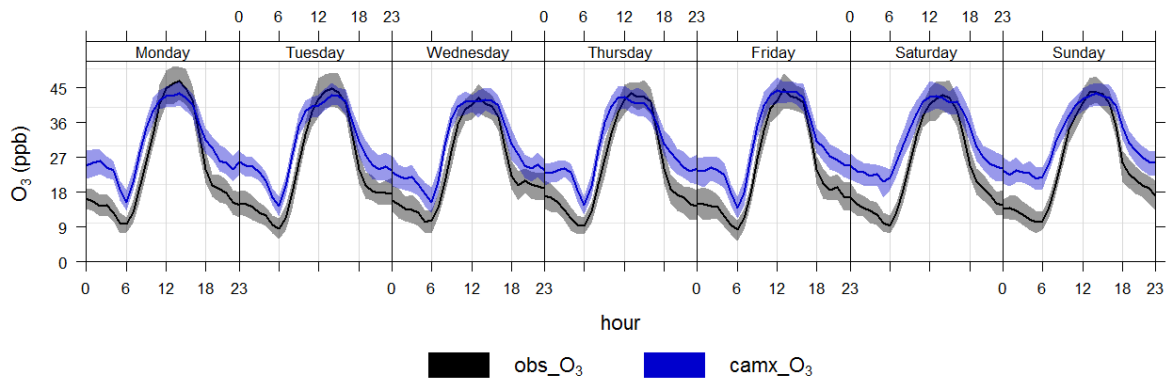 0 6 12 18 23 0 6 12 18 23 0 6 12 18 23
Monday Tuesday Wednesday Thursday Friday Saturday Sunday
45
36
27
18
9
0
O₃ (ppb)
0 6 12 18 23 0 6 12 18 23 0 6 12 18 23 0 6 12 18 23
hour
obs_O₃ camx_O₃